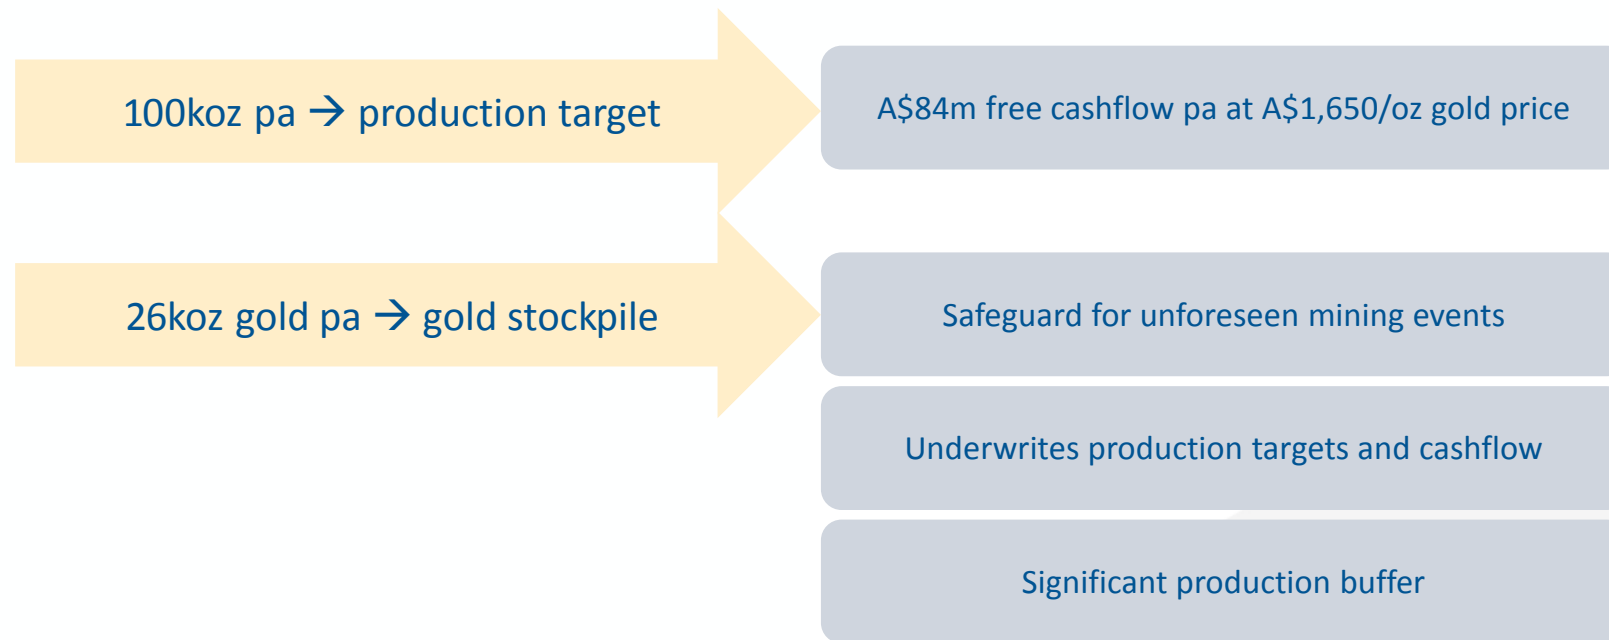 100koz pa → production target
A$84m free cashflow pa at A$1,650/oz gold price
26koz gold pa → gold stockpile
Safeguard for unforeseen mining events
Underwrites production targets and cashflow
Significant production buffer